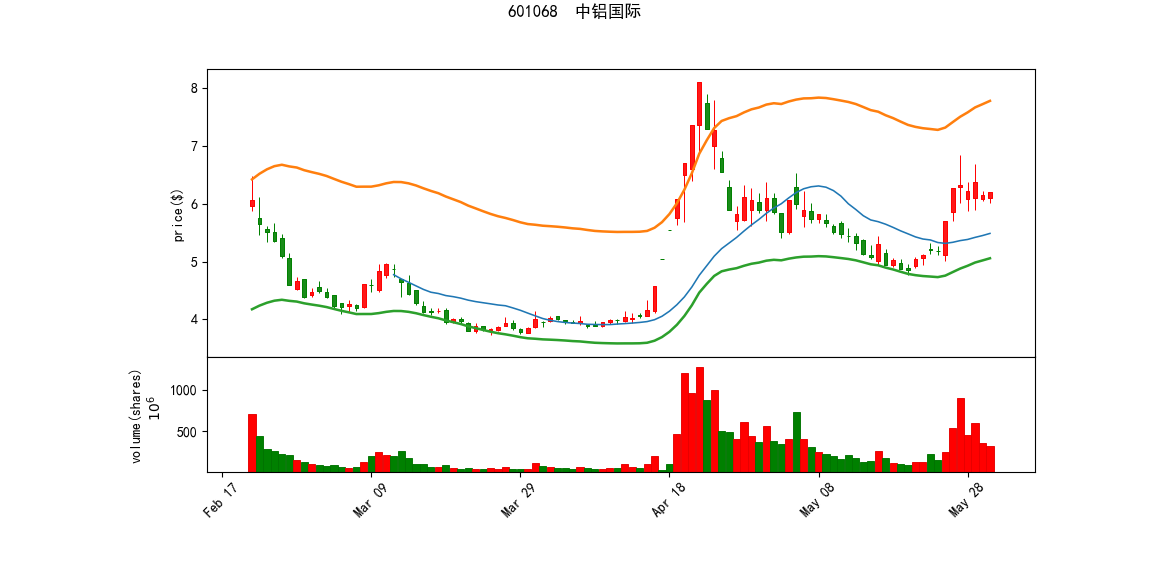 601068 中铝国际
price($)
8
7
6
5
4
volume(shares)
10^6
1000
500
Feb 17
Mar 09
Mar 29
Apr 18
May 08
May 28